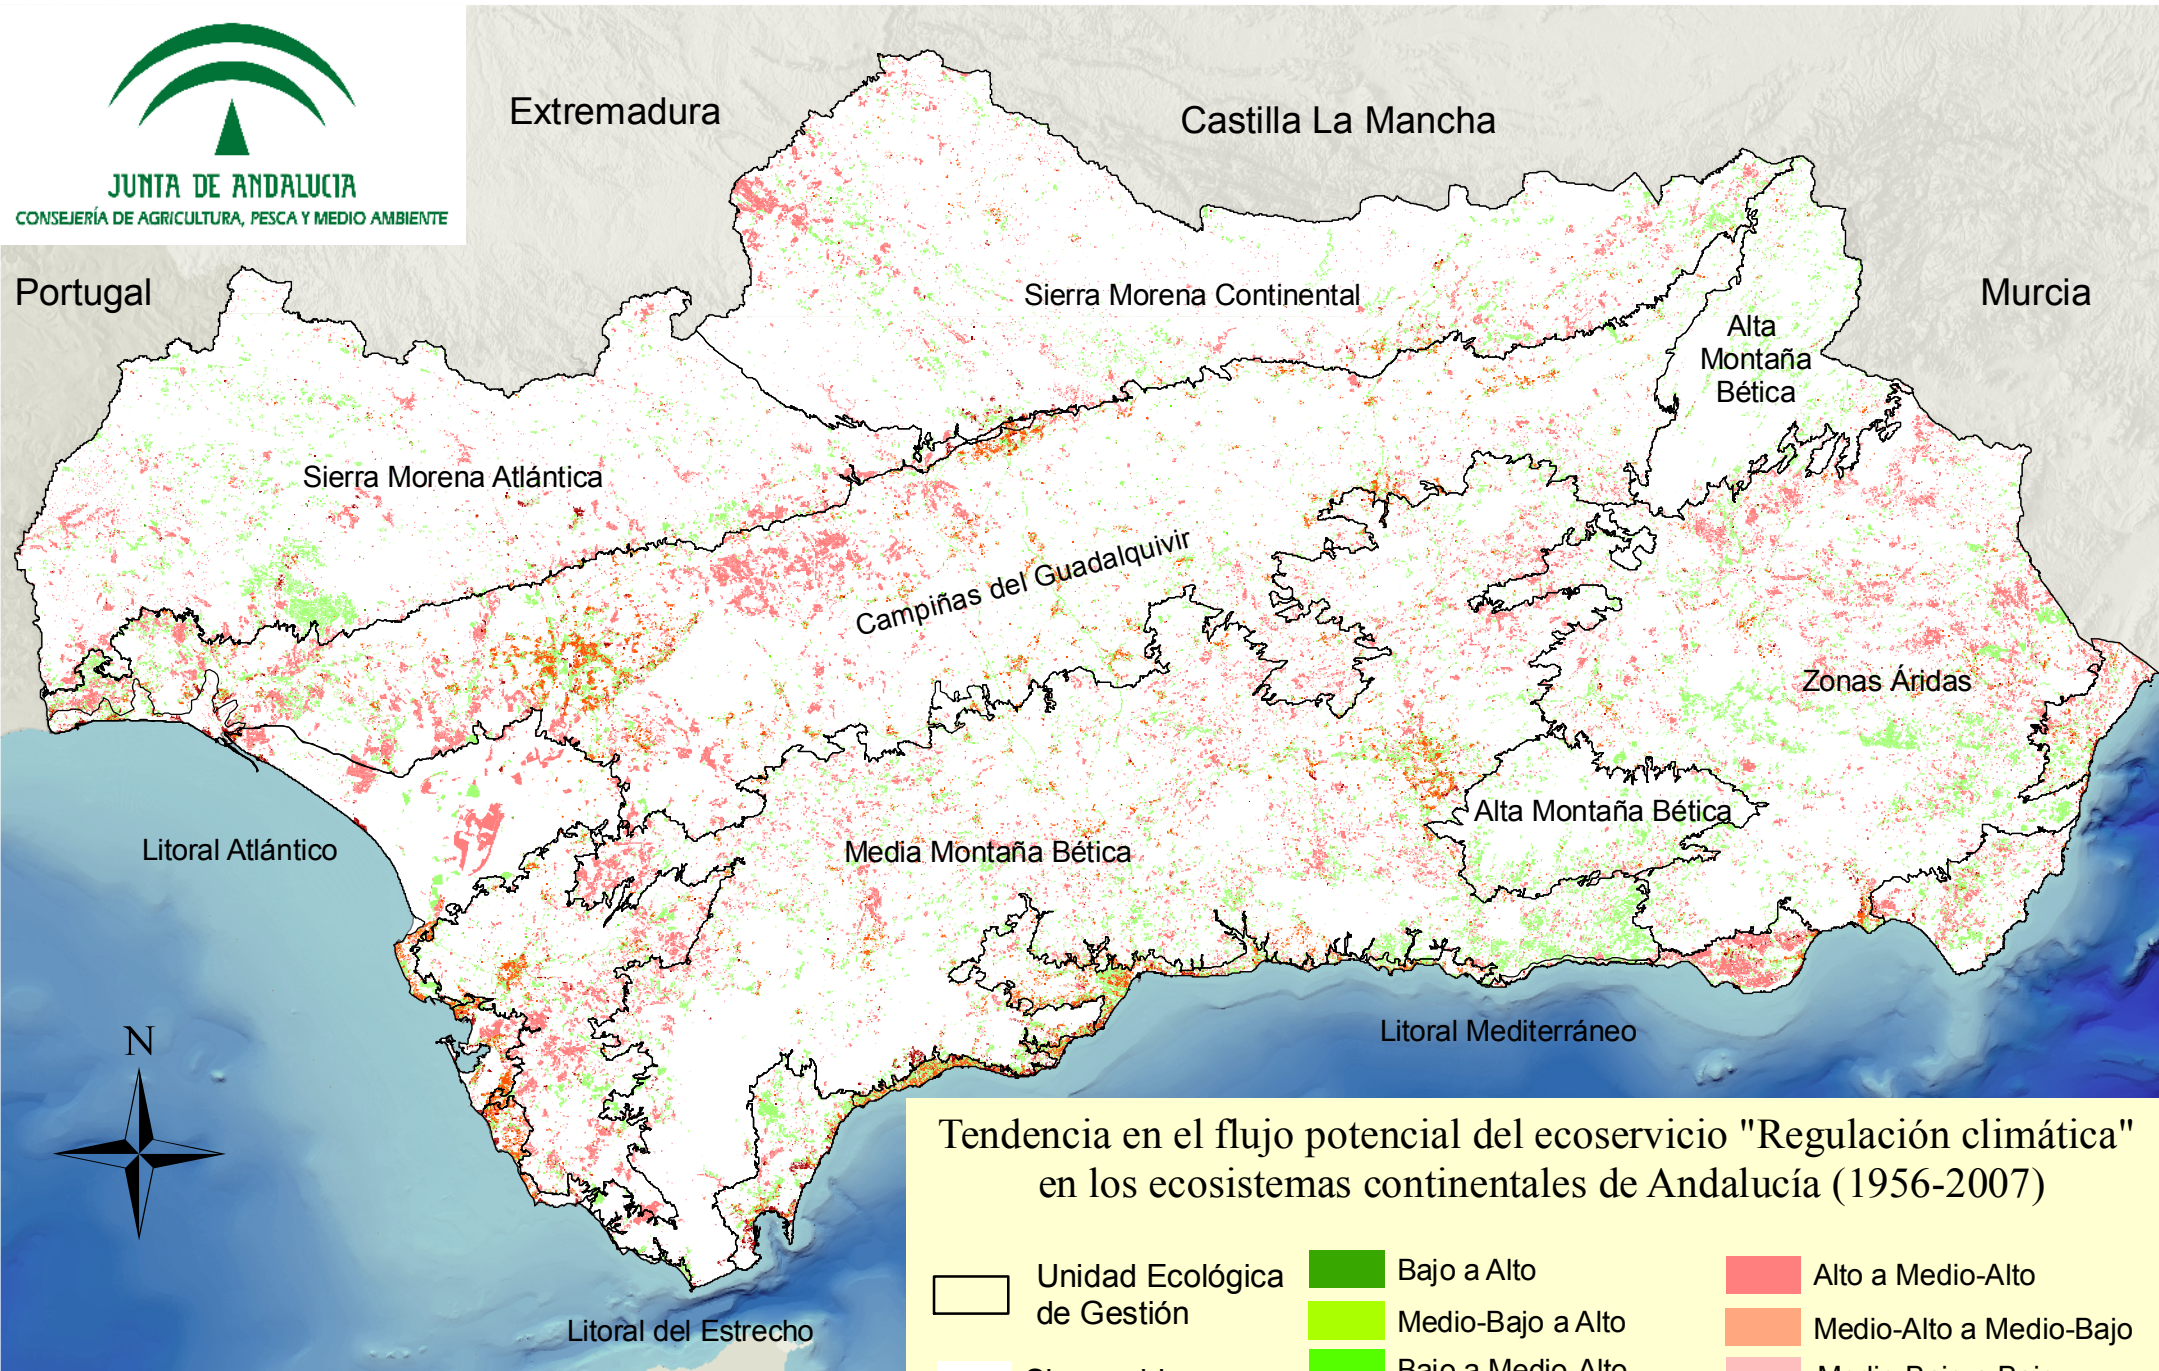 JUNTA DE ANDALUCIA
CONSEJERÍA DE AGRICULTURA, PESCA Y MEDIO AMBIENTE
Extremadura
Castilla La Mancha
Portugal
Murcia
Sierra Morena Continental
Alta
Montaña
Bética
Sierra Morena Atlántica
Campiñas del Guadalquivir
Zonas Áridas
Alta Montaña Bética
Litoral Atlántico
Media Montaña Bética
Litoral Mediterráneo
N
Litoral del Estrecho
Tendencia en el flujo potencial del ecoservicio "Regulación climática"
en los ecosistemas continentales de Andalucía (1956-2007)
Unidad Ecológica
de Gestión
Bajo a Alto
Medio-Bajo a Alto
Bajo a Medio-Alto
Alto a Medio-Alto
Medio-Alto a Medio-Bajo